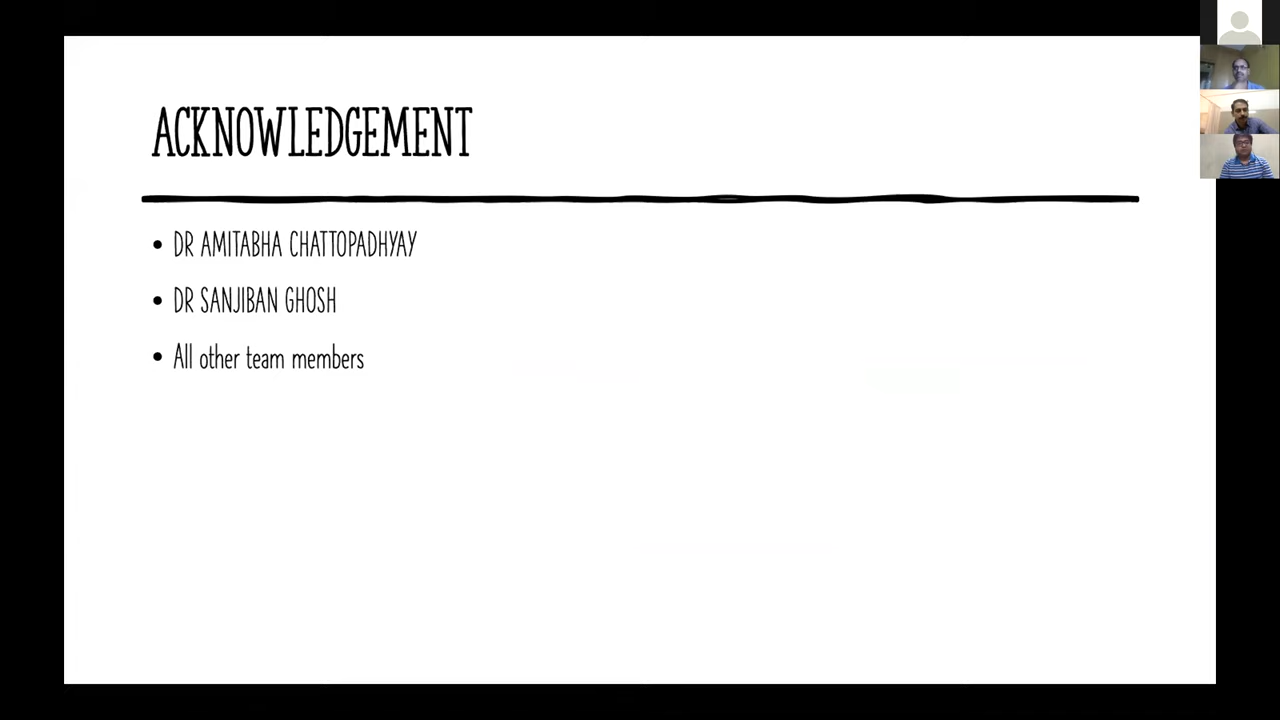 ACKNOWLEDGEMENT
• DR AMITABHA CHATTOPADHYAY
• DR SANJIBAN GHOSH
• All other team members